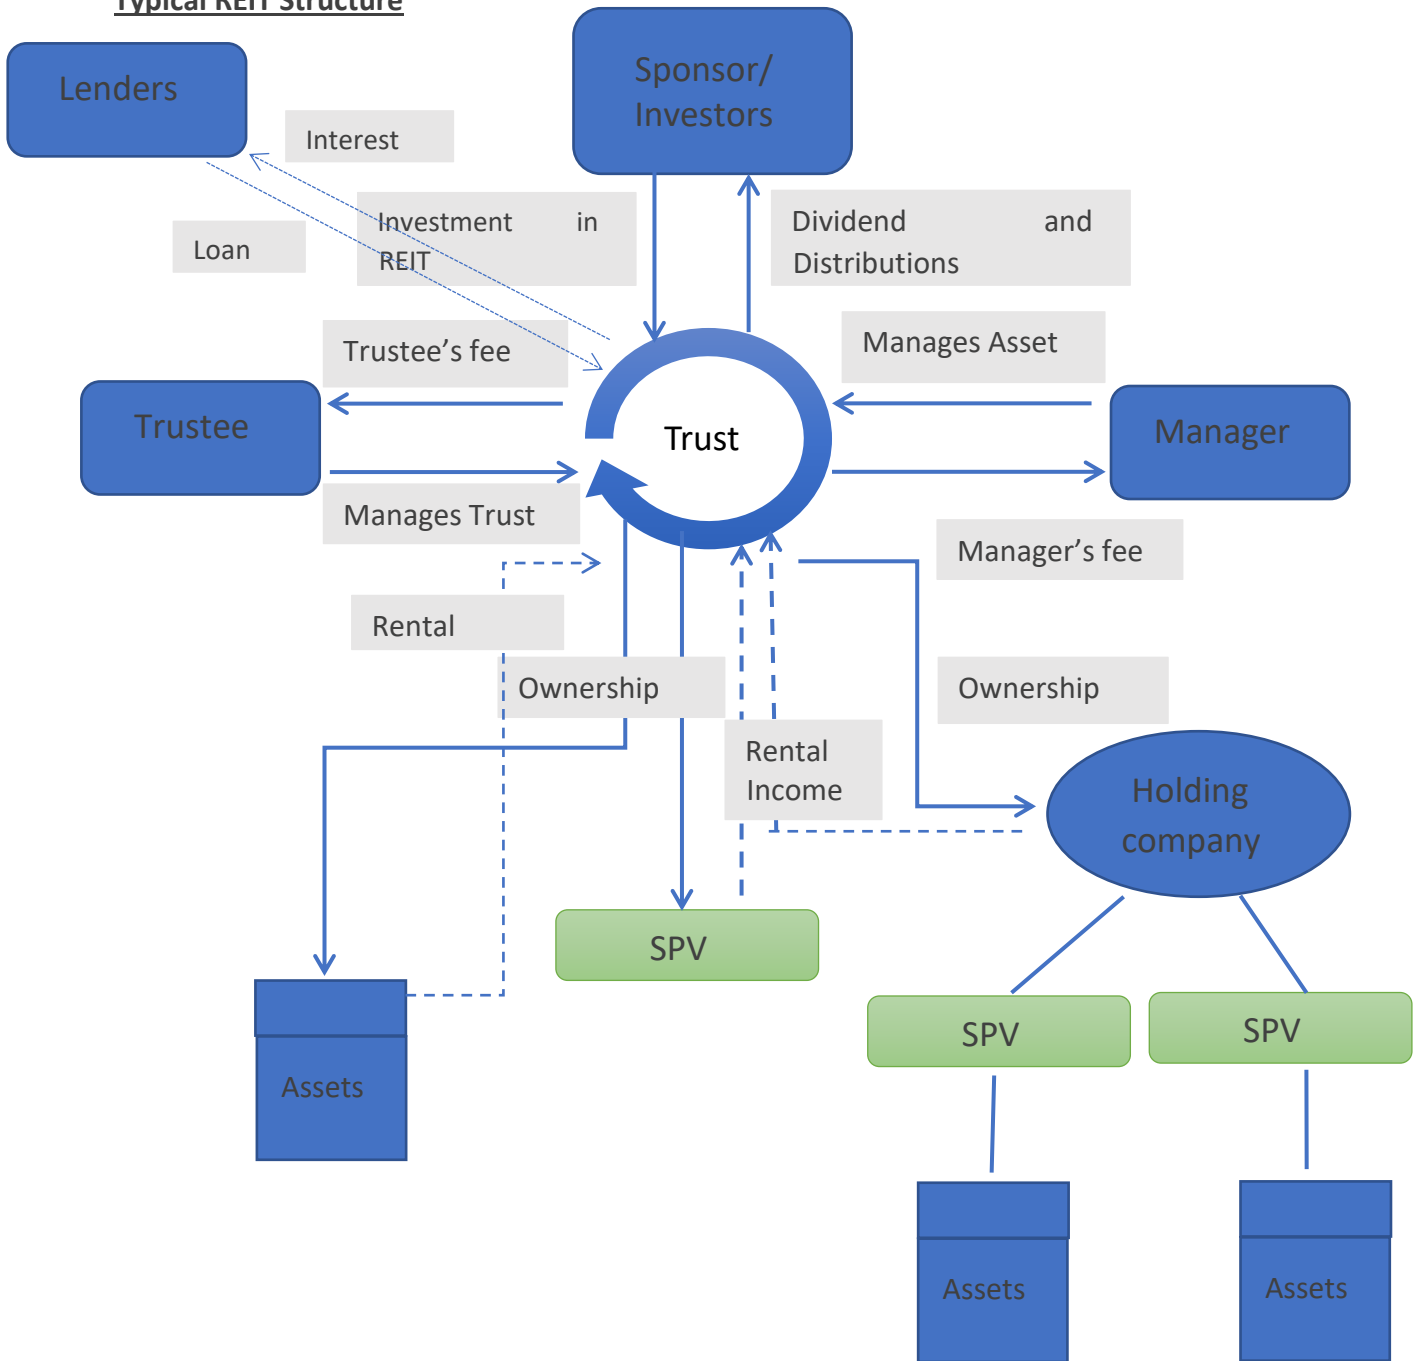 Typical REIT Structure
Lenders
Sponsor/
Investors
Interest
Loan
Investment in
REIT
Dividend and
Distributions
Trustee's fee
Manages Asset
Trustee
Trust
Manager
Manages Trust
Manager's fee
Rental
Ownership
Ownership
Rental
Income
Holding
company
SPV
SPV
SPV
Assets
Assets
Assets